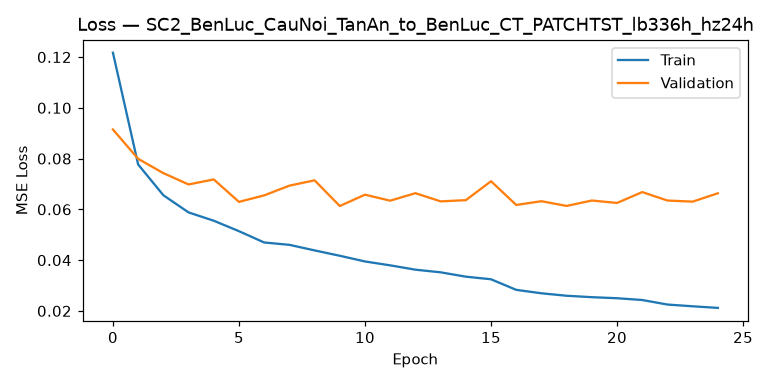 Loss — SC2_BenLuc_CauNoi_TanAn_to_BenLuc_CT_PATCHTST_lb336h_hz24h
Train
Validation
MSE Loss
0.12
0.10
0.08
0.06
0.04
0.02
0
5
10
15
20
25
Epoch